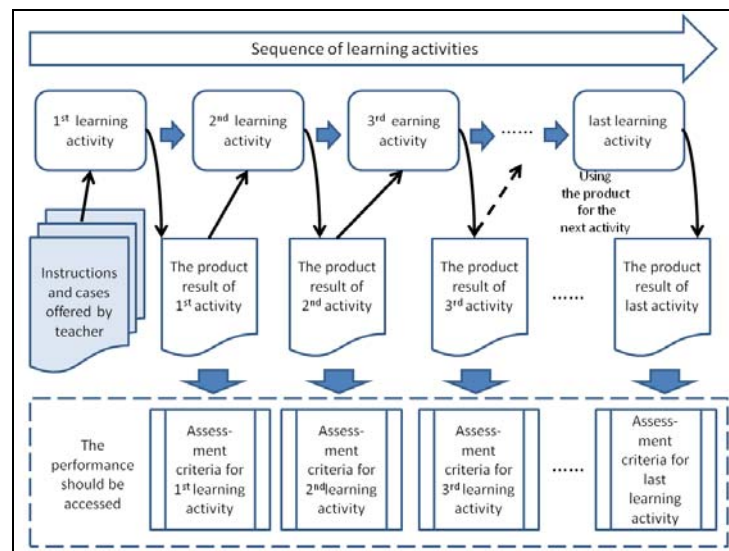 Sequence of learning activities
1st learning
activity
2nd learning
activity
3rd earning
activity
......
last learning
activity
Using
the product
for the
next activity
Instructions
and cases
offered by
teacher
The product
result of
1st activity
The product
result of
2nd activity
The product
result of
3rd activity
......
The product
result of
last activity
The
performance
should be
accessed
Assess-
ment
criteria for
1st learning
activity
Assess-
ment
criteria for
2nd learning
activity
Assess-
ment
criteria for
3rd learning
activity
......
Assess-
ment
criteria for
last
learning
activity